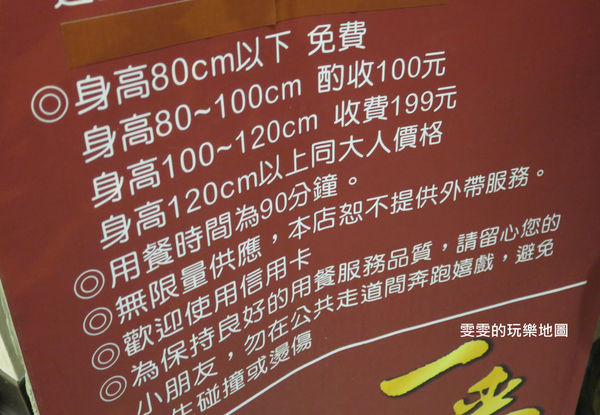 ◎身高80cm以下 免費
身高80~100cm 酌收100元
身高100~120cm 收費199元
身高120cm以上同大人價格
◎用餐時間為90分鐘。
◎無限量供應，本店恕不提供外帶服務。
◎歡迎使用信用卡
◎為保持良好的用餐服務品質，請留心您的
小朋友，勿在公共走道間奔跑嬉戲，避免
碰撞或燙傷
雯雯的玩樂地圖
一